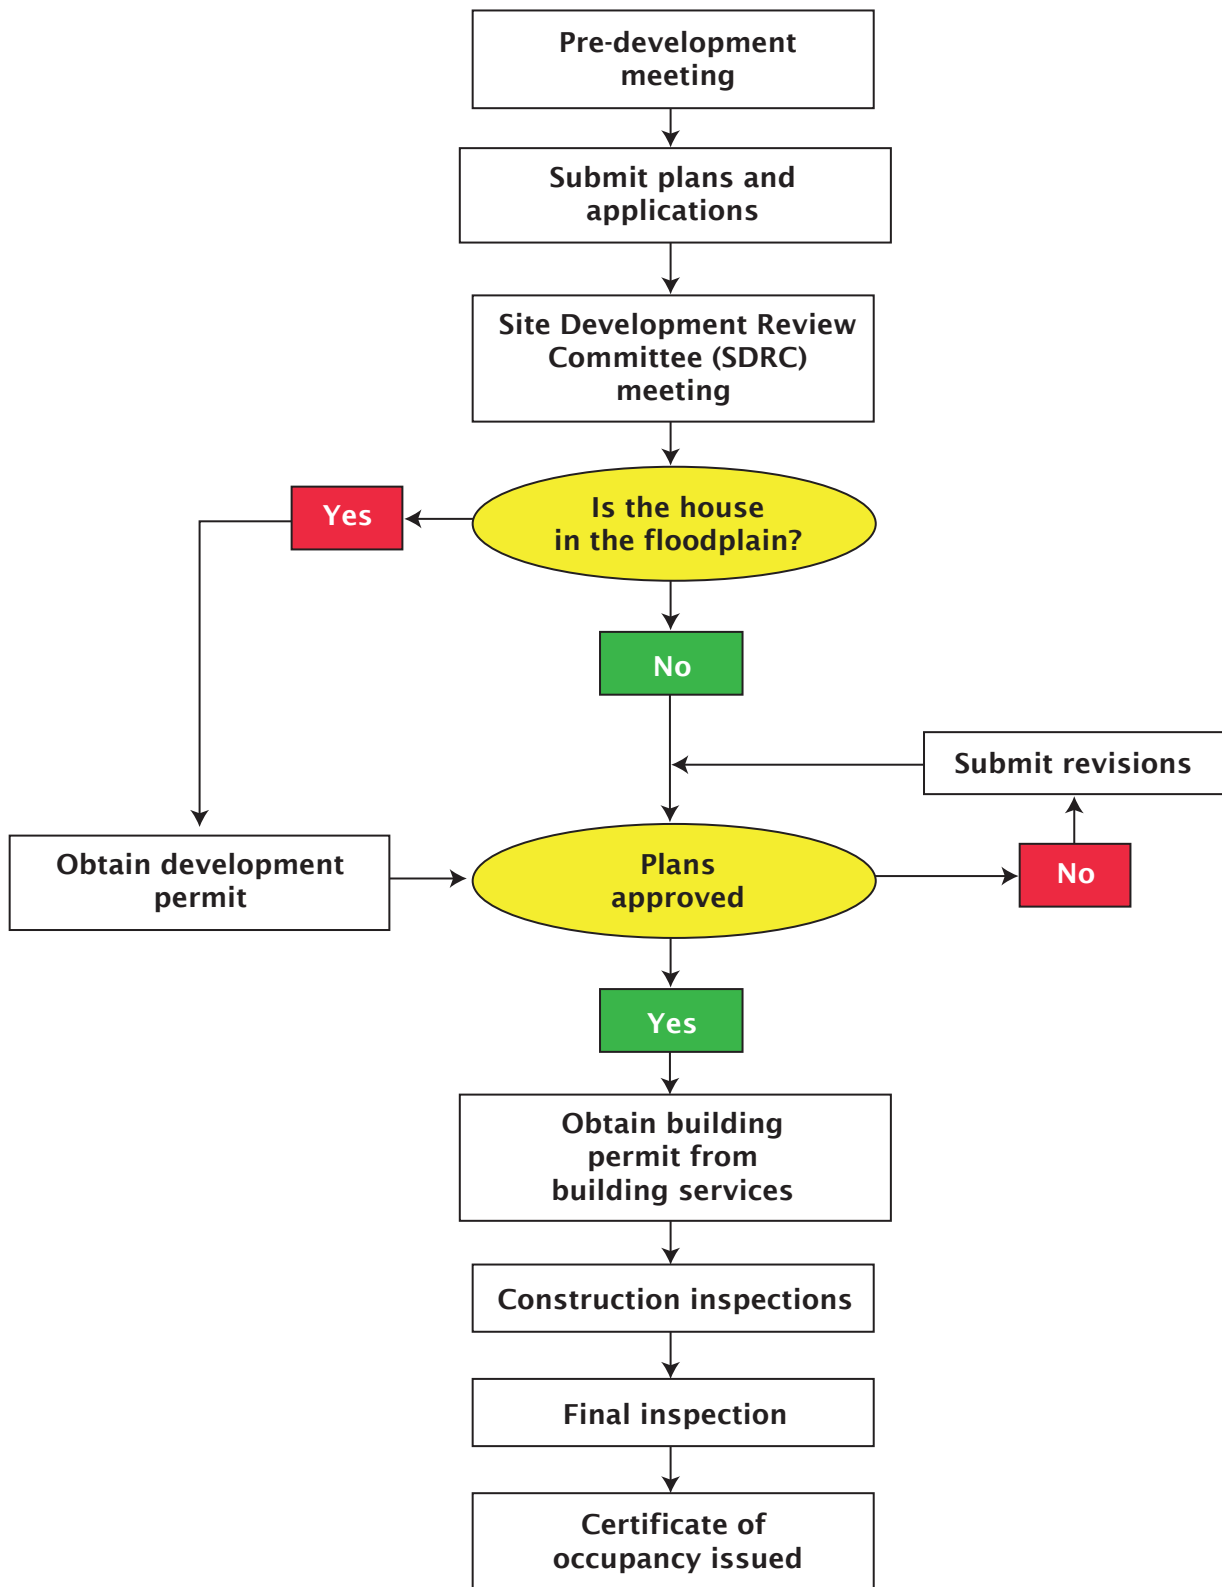 Pre-development
meeting
Submit plans and
applications
Site Development Review
Committee (SDRC)
meeting
Is the house
in the floodplain?
Yes
No
Submit revisions
Obtain development
permit
Plans
approved
No
Yes
Obtain building
permit from
building services
Construction inspections
Final inspection
Certificate of
occupancy issued